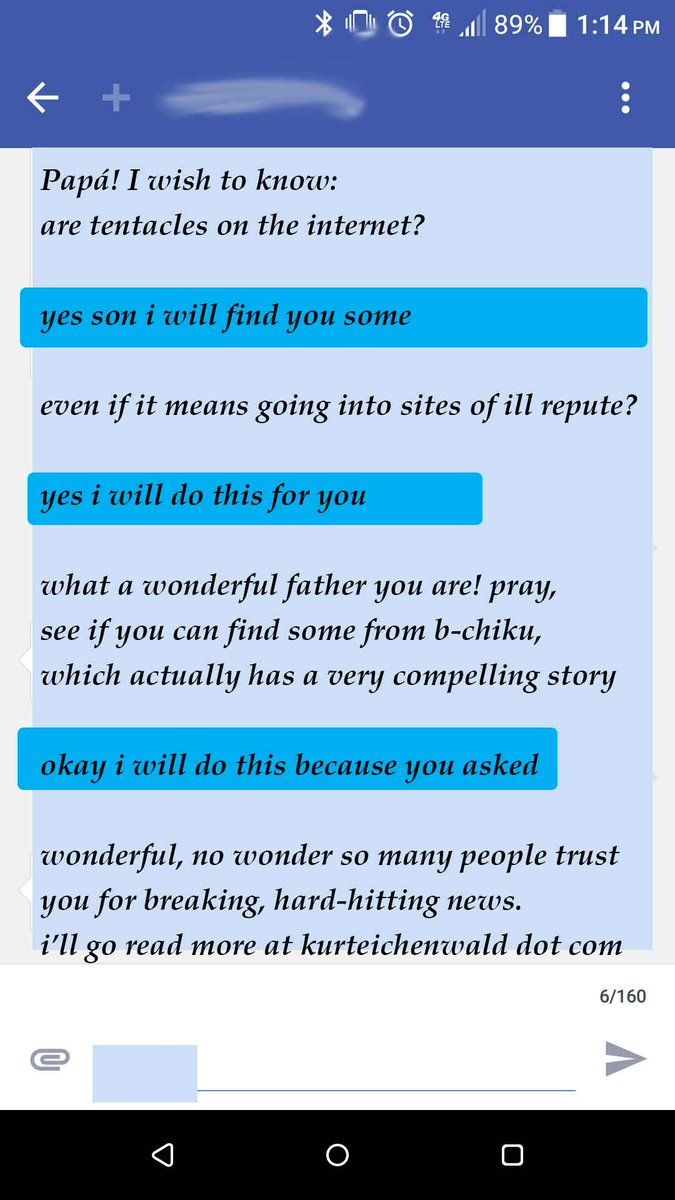 4G
LTE
89%
1:14 PM
Papá! I wish to know:
are tentacles on the internet?
yes son i will find you some
even if it means going into sites of ill repute?
yes i will do this for you
what a wonderful father you are! pray,
see if you can find some from b-chiku,
which actually has a very compelling story
okay i will do this because you asked
wonderful, no wonder so many people trust
you for breaking, hard-hitting news.
i’ll go read more at kurteichenwald dot com
6/160